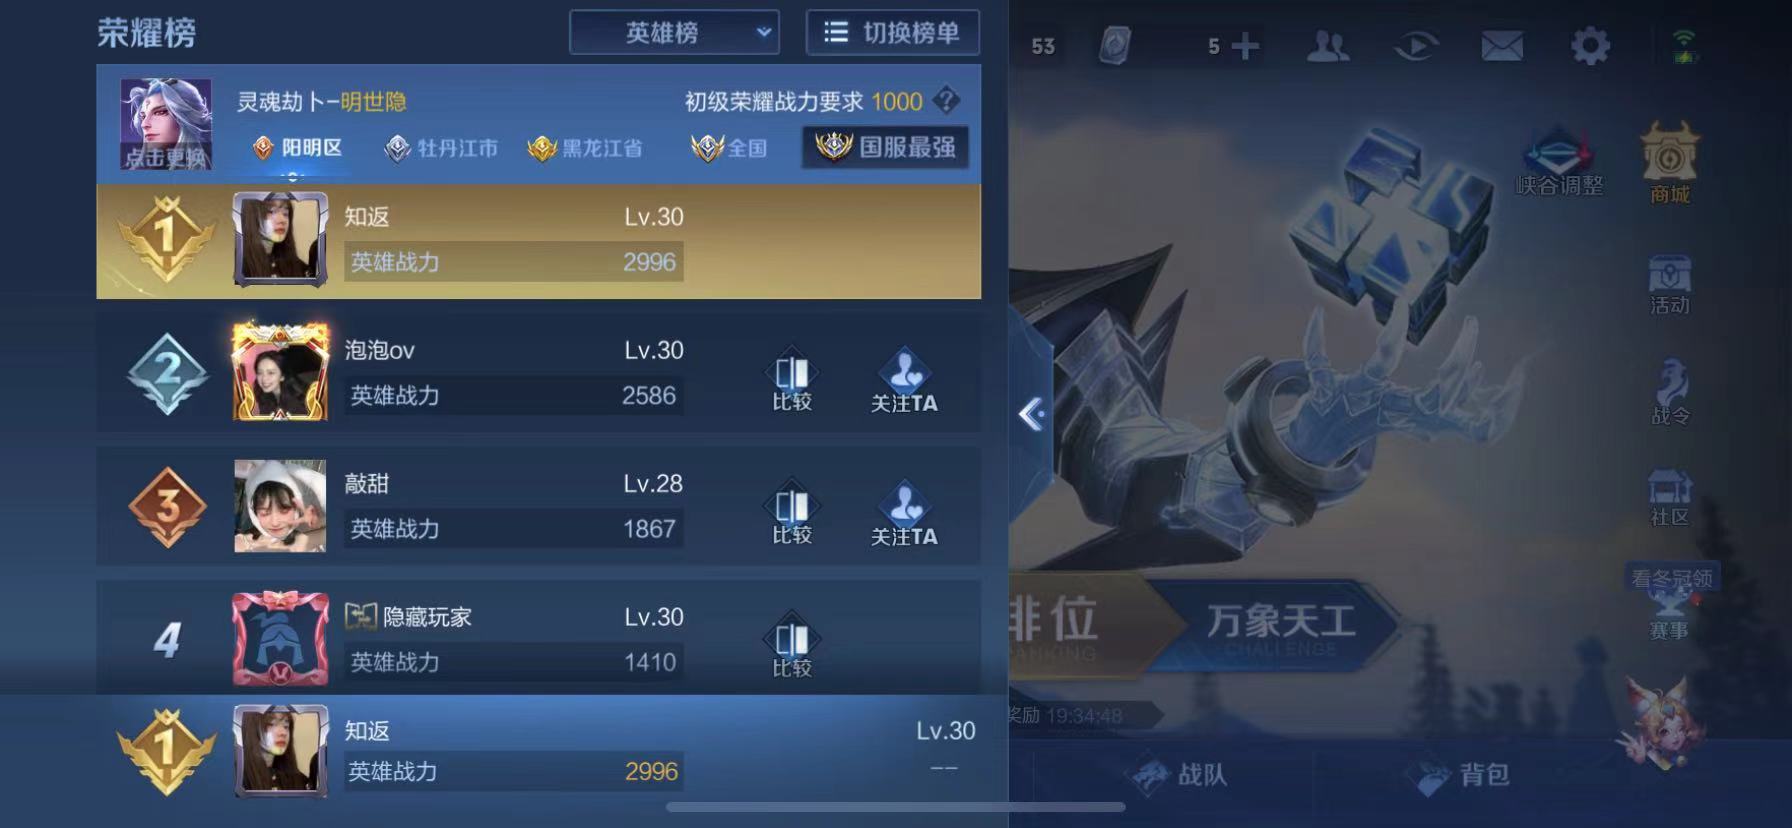 荣耀榜
英雄榜
切换榜单
灵魂劫卜-明世隐
初级荣耀战力要求 1000
?
点击更换
阳明区
牡丹江市
黑龙江省
全国
国服最强
1
知返
Lv.30
英雄战力
2996
2
泡泡ov
Lv.30
英雄战力
2586
比较
关注TA
3
敲甜
Lv.28
英雄战力
1867
比较
关注TA
4
隐藏玩家
Lv.30
英雄战力
1410
比较
1
知返
Lv.30
英雄战力
2996
--
53
5
峡谷调整
商城
活动
战令
社区
看冬冠领
赛事
排位
RANKING
万象天工
CHALLENGE
奖励 19:34:48
战队
背包